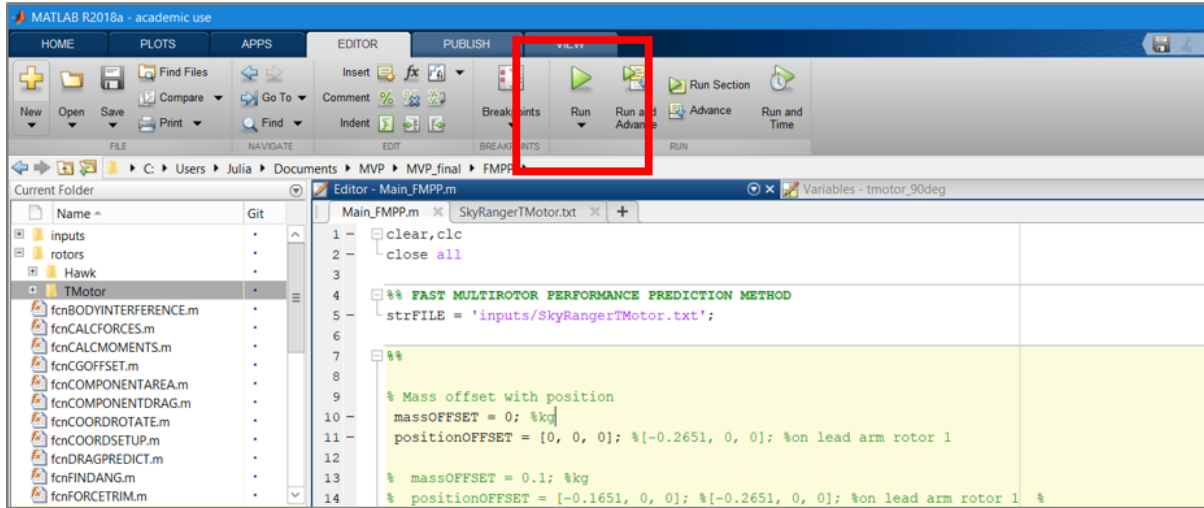 MATLAB R2018a - academic use
HOME PLOTS APPS EDITOR PUBLISH VIEW
New Open Save
Find Files
Compare
Print
FILE
Go To
Find
NAVIGATE
Insert fx
Comment
Indent
EDIT
Breakpoints
BREAKPOINTS
Run
Run and Advance
Run Section
Advance
Run and Time
RUN
C: Users Julia Documents MVP MVP_final FMPP
Current Folder
Name Git
inputs
rotors
Hawk
TMotor
fcnBODYINTERFERENCE.m
fcnCALCFORCES.m
fcnCALCMOMENTS.m
fcnCGOFFSET.m
fcnCOMPONENTAREA.m
fcnCOMPONENTDRAG.m
fcnCOORDROTATE.m
fcnCOORDSETUP.m
fcnDRAGPREDICT.m
fcnFINDANG.m
fcnFORCETRIM.m
Editor - Main_FMPP.m
Variables - tmotor_90deg
Main_FMPP.m SkyRangerTMotor.txt +
1 - clear,clc
2 - close all
3
4 %% FAST MULTIROTOR PERFORMANCE PREDICTION METHOD
5 - strFILE = 'inputs/SkyRangerTMotor.txt';
6
7 %%
8
9 % Mass offset with position
10 - massOFFSET = 0; %kg
11 - positionOFFSET = [0, 0, 0]; %[-0.2651, 0, 0]; %on lead arm rotor 1
12
13 % massOFFSET = 0.1; %kg
14 % positionOFFSET = [-0.1651, 0, 0]; %[-0.2651, 0, 0]; %on lead arm rotor 1 %